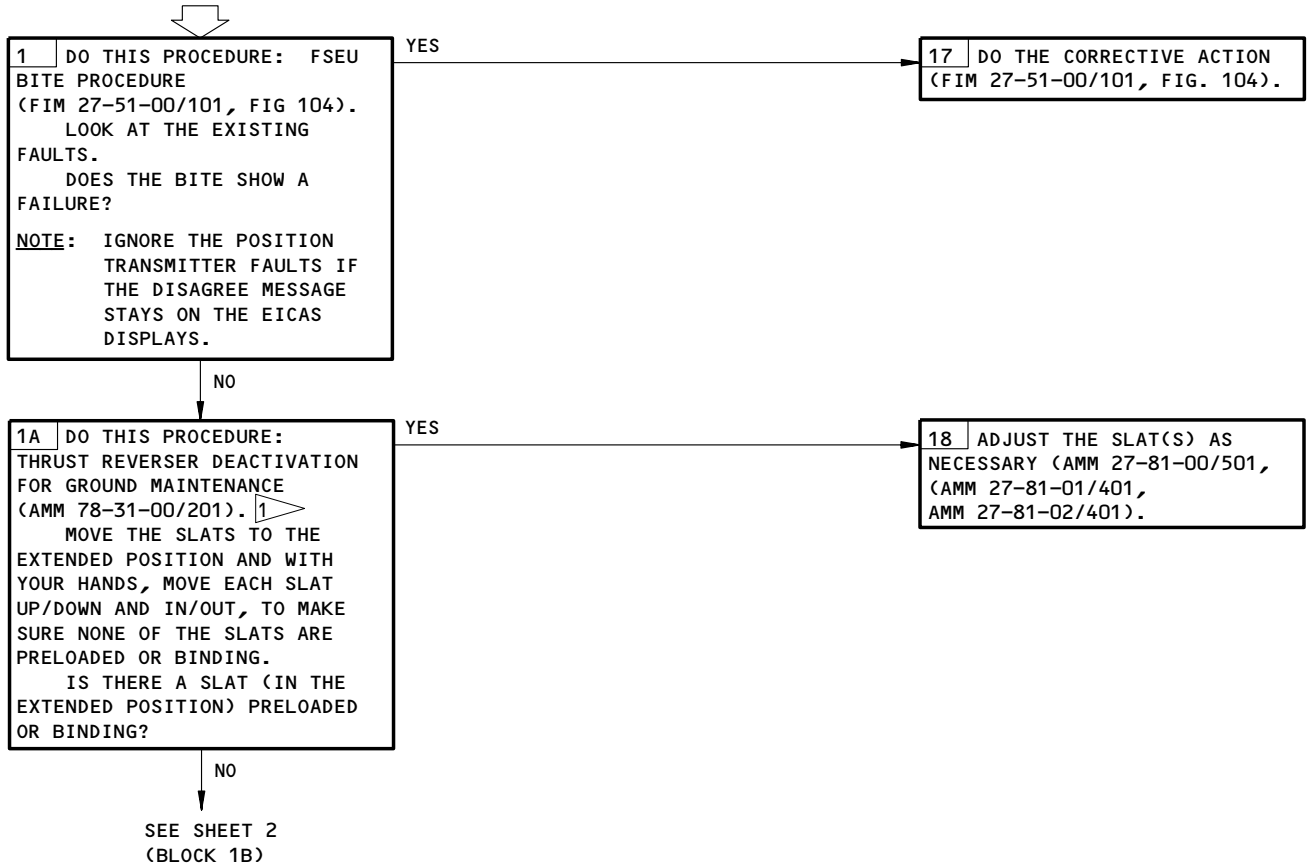 1 DO THIS PROCEDURE: FSEU
BITE PROCEDURE
(FIM 27-51-00/101, FIG 104).
LOOK AT THE EXISTING
FAULTS.
DOES THE BITE SHOW A
FAILURE?
NOTE: IGNORE THE POSITION
TRANSMITTER FAULTS IF
THE DISAGREE MESSAGE
STAYS ON THE EICAS
DISPLAYS.
YES
17 DO THE CORRECTIVE ACTION
(FIM 27-51-00/101, FIG. 104).
NO
1A DO THIS PROCEDURE:
THRUST REVERSER DEACTIVATION
FOR GROUND MAINTENANCE
(AMM 78-31-00/201). 1
MOVE THE SLATS TO THE
EXTENDED POSITION AND WITH
YOUR HANDS, MOVE EACH SLAT
UP/DOWN AND IN/OUT, TO MAKE
SURE NONE OF THE SLATS ARE
PRELOADED OR BINDING.
IS THERE A SLAT (IN THE
EXTENDED POSITION) PRELOADED
OR BINDING?
YES
18 ADJUST THE SLAT(S) AS
NECESSARY (AMM 27-81-00/501,
(AMM 27-81-01/401,
AMM 27-81-02/401).
NO
SEE SHEET 2
(BLOCK 1B)